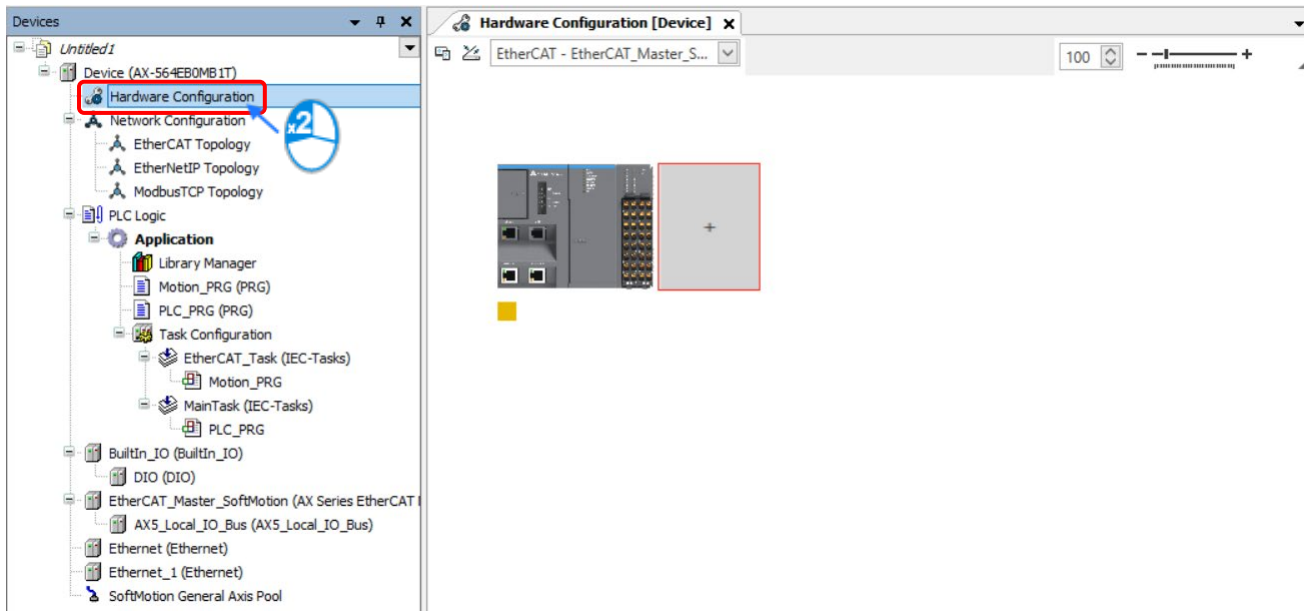 Devices
Untitled1
Device (AX-564EB0MB1T)
Hardware Configuration
x2
Network Configuration
EtherCAT Topology
EtherNetIP Topology
ModbusTCP Topology
PLC Logic
Application
Library Manager
Motion_PRG (PRG)
PLC_PRG (PRG)
Task Configuration
EtherCAT_Task (IEC-Tasks)
Motion_PRG
MainTask (IEC-Tasks)
PLC_PRG
BuiltIn_IO (BuiltIn_IO)
DIO (DIO)
EtherCAT_Master_SoftMotion (AX Series EtherCAT
AX5_Local_IO_Bus (AX5_Local_IO_Bus)
Ethernet (Ethernet)
Ethernet_1 (Ethernet)
SoftMotion General Axis Pool
Hardware Configuration [Device]
EtherCAT - EtherCAT_Master_S...
100